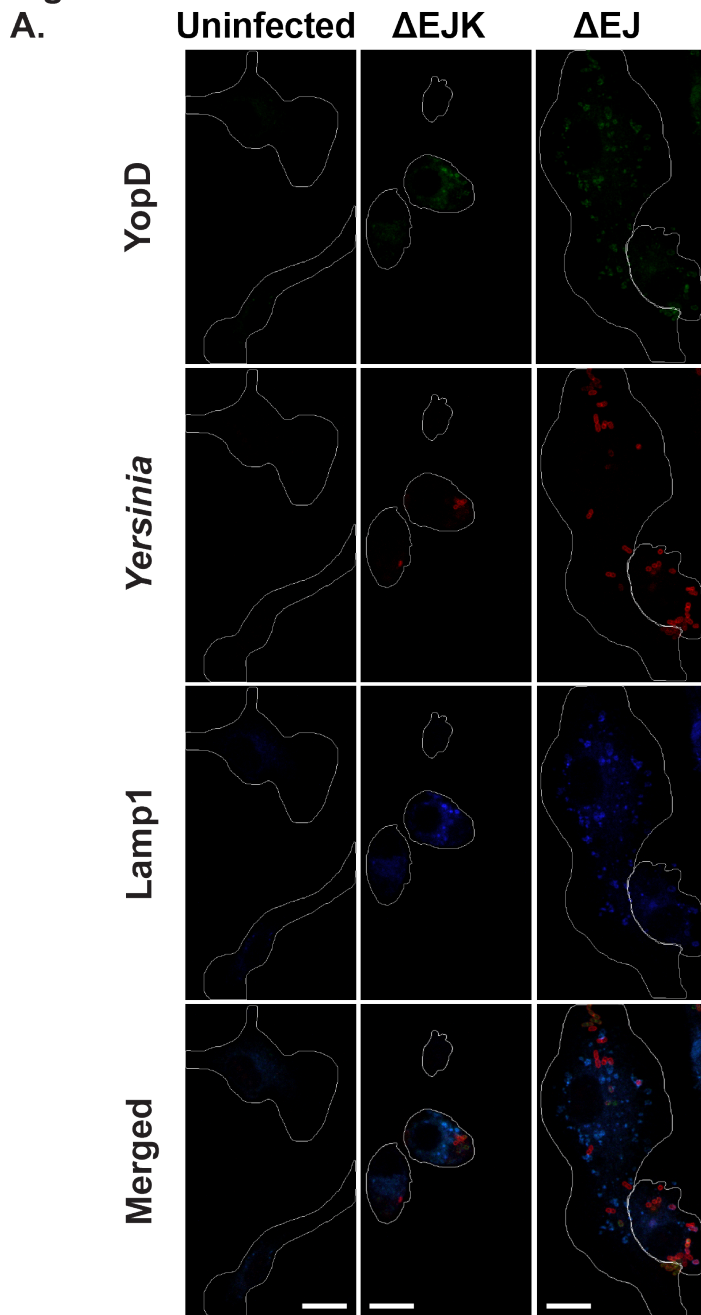 A.
Uninfected ΔEJK ΔEJ
YopD
Yersinia
Lamp1
Merged